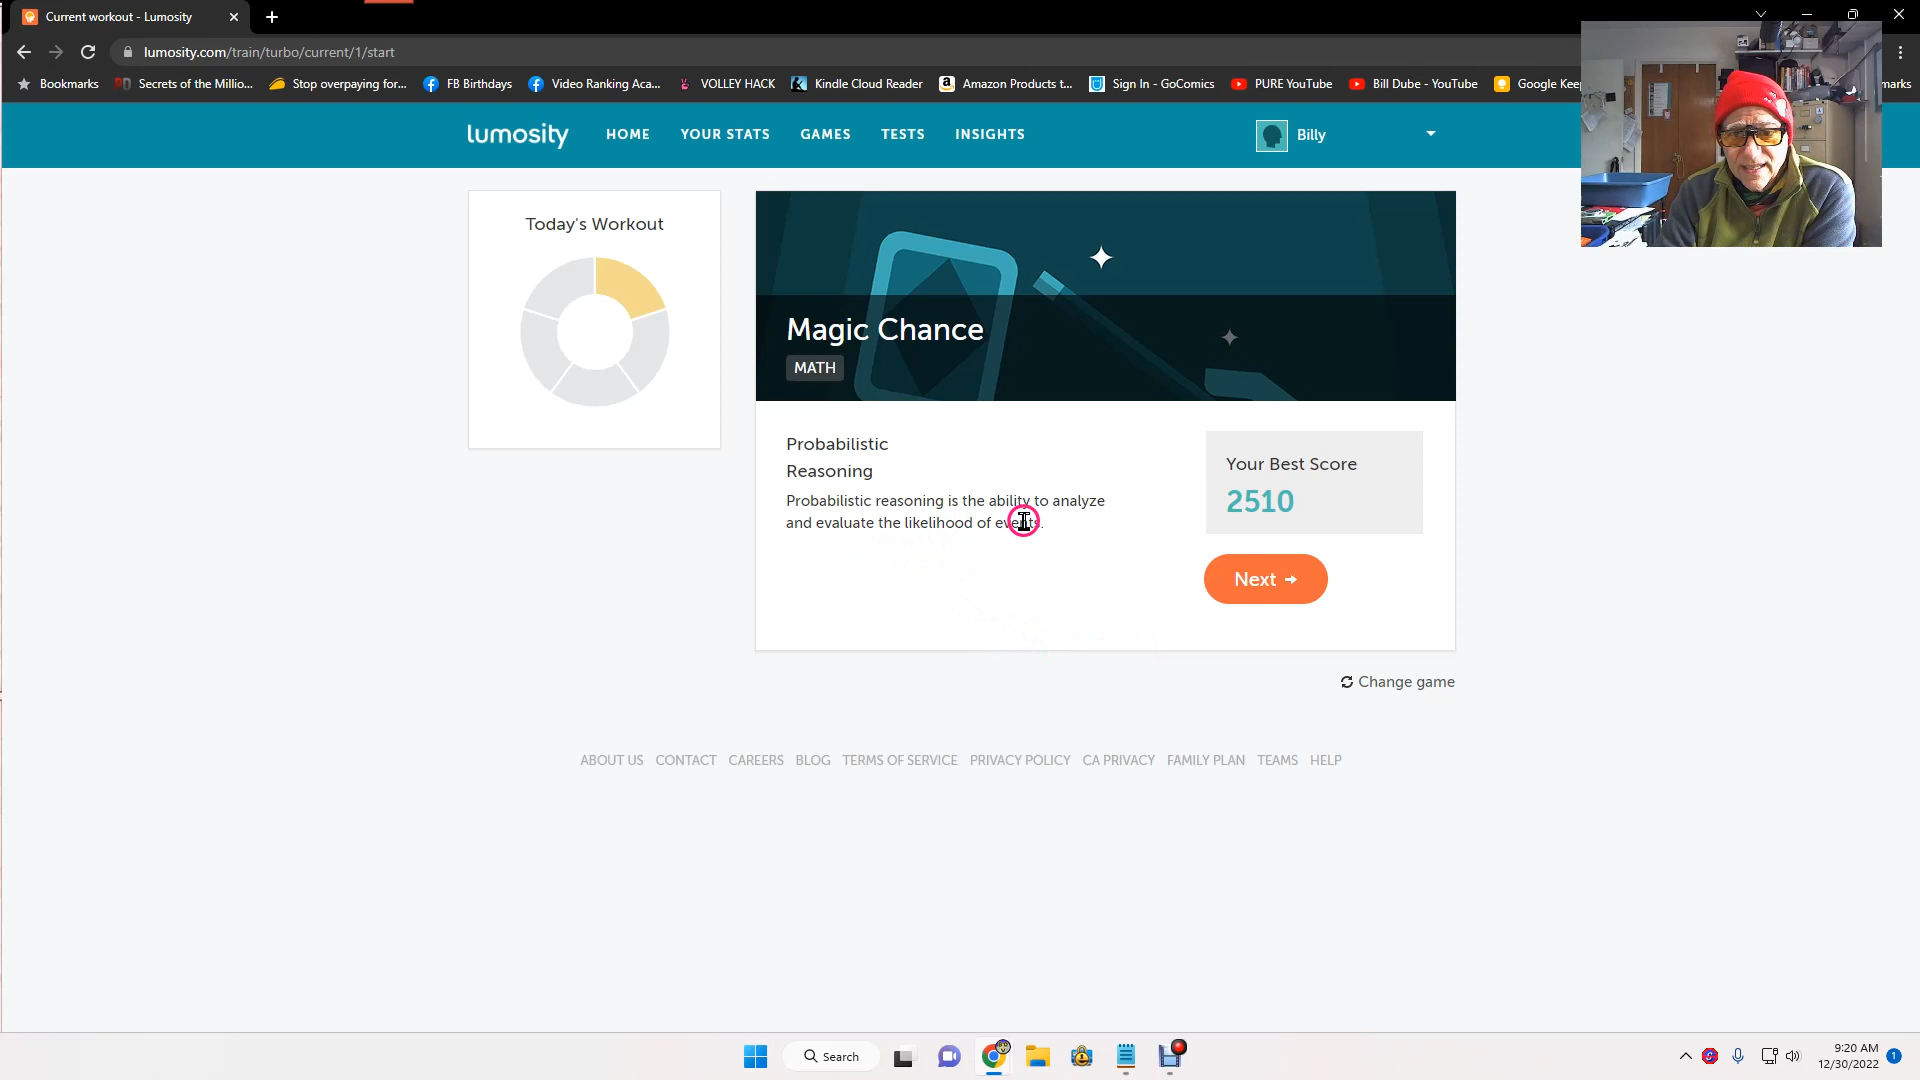 Current workout - Lumosity
lumosity.com/train/turbo/current/1/start
Bookmarks
Secrets of the Millio...
Stop overpaying for...
FB Birthdays
Video Ranking Aca...
VOLLEY HACK
Kindle Cloud Reader
Amazon Products t...
Sign In - GoComics
PURE YouTube
Bill Dube - YouTube
Google Keep
marks
lumosity
HOME
YOUR STATS
GAMES
TESTS
INSIGHTS
Billy
Today's Workout
Magic Chance
MATH
Probabilistic
Reasoning
Probabilistic reasoning is the ability to analyze
and evaluate the likelihood of events.
Your Best Score
2510
Next
Change game
ABOUT US CONTACT CAREERS BLOG TERMS OF SERVICE PRIVACY POLICY CA PRIVACY FAMILY PLAN TEAMS HELP
Search
9:20 AM
12/30/2022
1